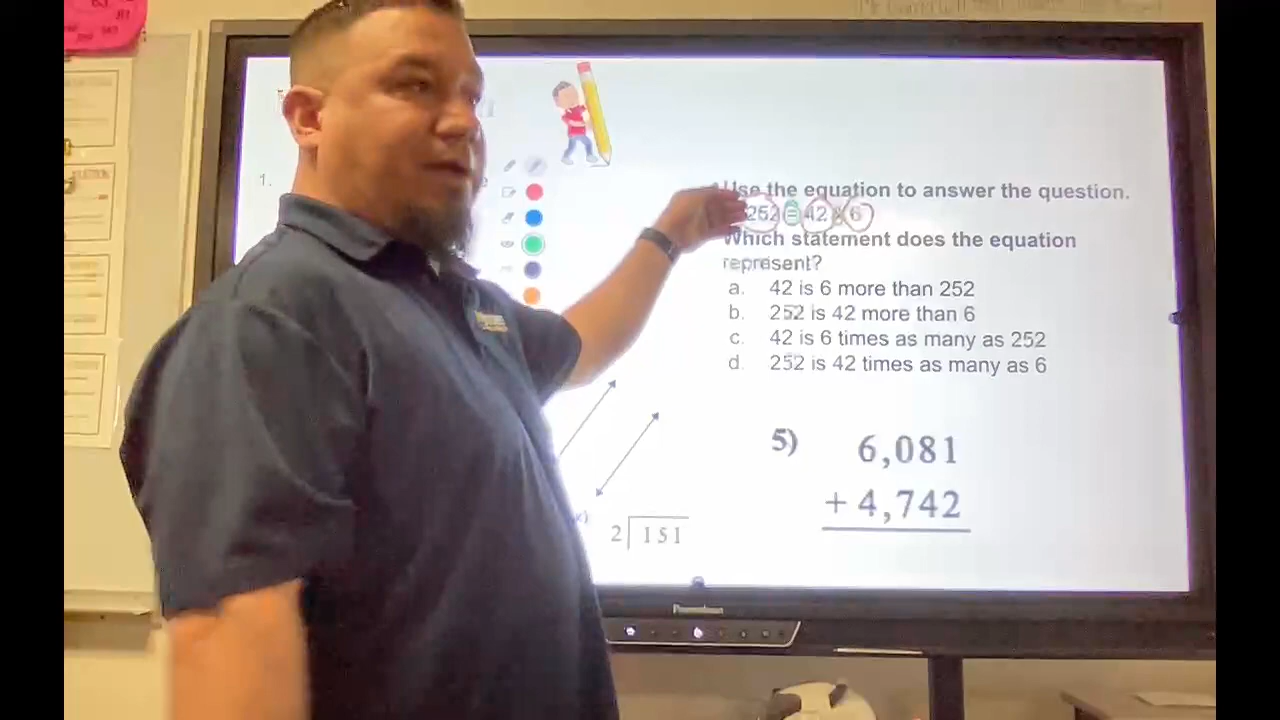 1.
Use the equation to answer the question.
252 = 42 x 6
Which statement does the equation
represent?
a. 42 is 6 more than 252
b. 252 is 42 more than 6
c. 42 is 6 times as many as 252
d. 252 is 42 times as many as 6
5) 6,081
+ 4,742
2 151